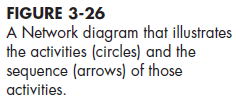 FIGURE 3-26
A Network diagram that illustrates
the activities (circles) and the
sequence (arrows) of those
activities.